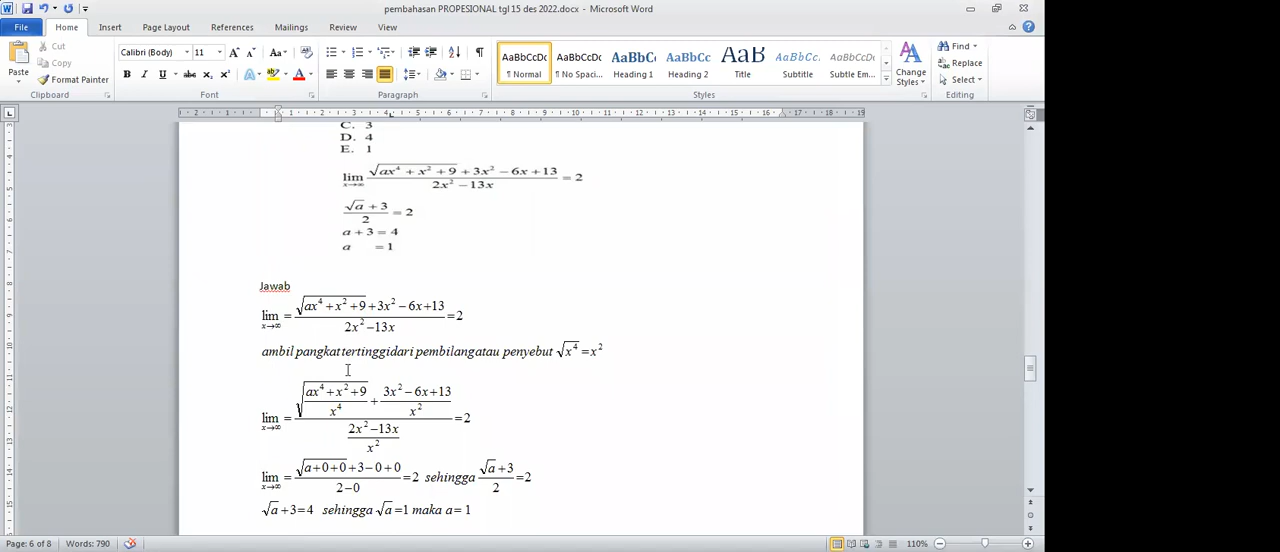 pembahasan PROPESIONAL tgl 15 des 2022.docx - Microsoft Word
File Home Insert Page Layout References Mailings Review View
Cut
Copy
Format Painter
Paste
Calibri (Body) 11
Clipboard Font Paragraph Styles Editing
AaBbCcDc AaBbCcDc AaBbC( AaBbCc AaB AaBbCc. AaBbCcDc
¶ Normal ¶ No Spaci... Heading 1 Heading 2 Title Subtitle Subtle Em...
Change Styles
Find
Replace
Select
C. 3
D. 4
E. 1
lim x→∞ (√(ax⁴ + x² + 9) + 3x² − 6x + 13) / (2x² − 13x) = 2
(√a + 3) / 2 = 2
a + 3 = 4
a = 1
Jawab
lim x→∞ = (√(ax⁴ + x² + 9) + 3x² − 6x + 13) / (2x² − 13x) = 2
ambil pangkat tertinggi dari pembilang atau penyebut √x⁴ = x²
lim x→∞ = (√((ax⁴ + x² + 9) / x⁴) + (3x² − 6x + 13) / x²) / ((2x² − 13x) / x²) = 2
lim x→∞ = (√(a + 0 + 0) + 3 − 0 + 0) / (2 − 0) = 2 sehingga (√a + 3) / 2 = 2
√a + 3 = 4 sehingga √a = 1 maka a = 1
Page: 6 of 8 Words: 790 110%